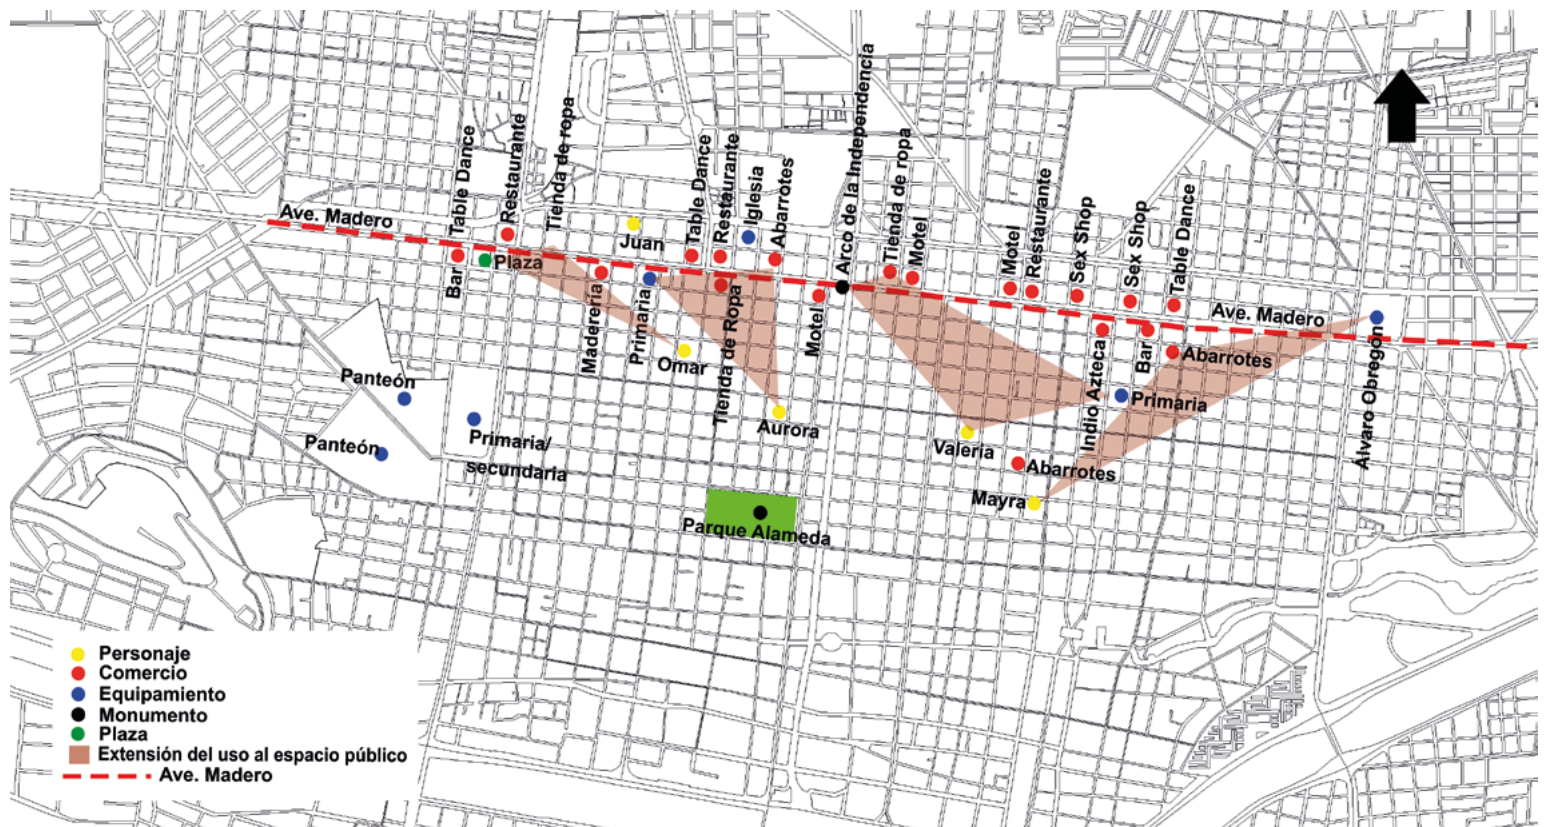 Ave. Madero
Table Dance
Restaurante
Tienda de ropa
Juan
Table Dance
Restaurante
Iglesia
Abarrotes
Arco de la Independencia
Tienda de ropa
Motel
Motel
Restaurante
Sex Shop
Sex Shop
Table Dance
Ave. Madero
Bar
Plaza
Madereria
Primaria
Omar
Tienda de Ropa
Motel
Aurora
Valeria
Indio Azteca
Bar
Abarrotes
Primaria
Álvaro Obregón
Abarrotes
Mayra
Panteón
Panteón
Primaria/
secundaria
Parque Alameda
Personaje
Comercio
Equipamiento
Monumento
Plaza
Extensión del uso al espacio público
Ave. Madero